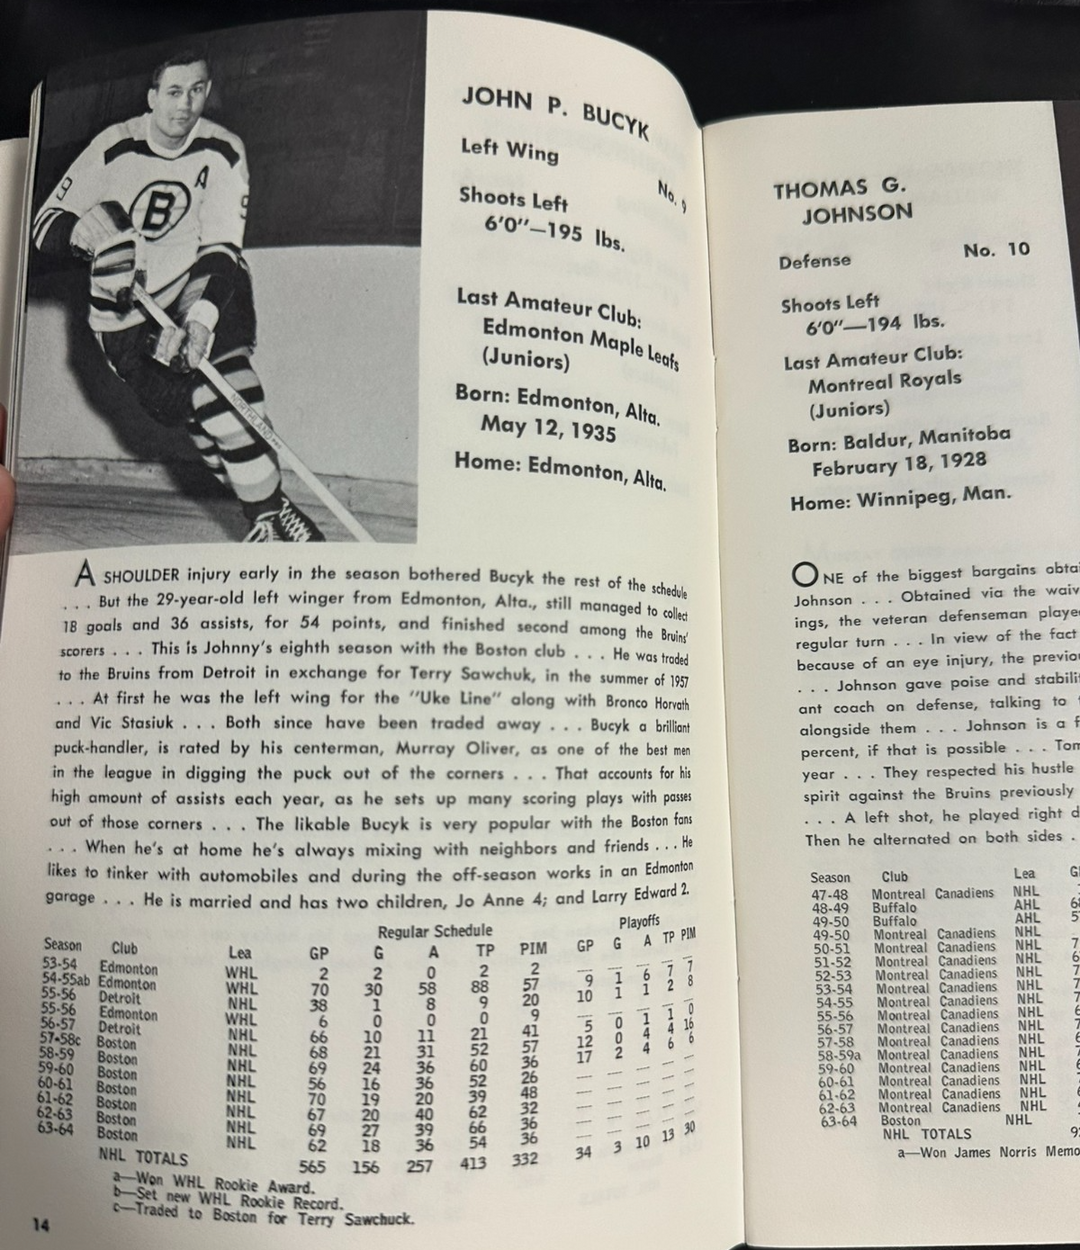 JOHN P. BUCYK
Left Wing
No. 9
Shoots Left
6'0"—195 lbs.
Last Amateur Club:
Edmonton Maple Leafs
(Juniors)
Born: Edmonton, Alta.
May 12, 1935
Home: Edmonton, Alta.
9
A
B
9
NORTHLAND
A SHOULDER injury early in the season bothered Bucyk the rest of the schedule
. . . But the 29-year-old left winger from Edmonton, Alta., still managed to collect
18 goals and 36 assists, for 54 points, and finished second among the Bruins'
scorers . . . This is Johnny's eighth season with the Boston club . . . He was traded
to the Bruins from Detroit in exchange for Terry Sawchuk, in the summer of 1957
. . . At first he was the left wing for the "Uke Line" along with Bronco Horvath
and Vic Stasiuk . . . Both since have been traded away . . . Bucyk a brilliant
puck-handler, is rated by his centerman, Murray Oliver, as one of the best men
in the league in digging the puck out of the corners . . . That accounts for his
high amount of assists each year, as he sets up many scoring plays with passes
out of those corners . . . The likable Bucyk is very popular with the Boston fans
. . . When he's at home he's always mixing with neighbors and friends . . . He
likes to tinker with automobiles and during the off-season works in an Edmonton
garage . . . He is married and has two children, Jo Anne 4; and Larry Edward 2.
Regular Schedule Playoffs
Season Club Lea GP G A TP PIM GP G A TP PIM
53-54 Edmonton WHL 2 2 0 2 2 — — — — —
54-55ab Edmonton WHL 70 30 58 88 57 9 1 6 7 7
55-56 Detroit NHL 38 1 8 9 20 10 1 1 2 8
55-56 Edmonton WHL 6 0 0 0 9 — — — — —
56-57 Detroit NHL 66 10 11 21 41 5 0 1 1 0
57-58c Boston NHL 68 21 31 52 57 12 0 4 4 16
58-59 Boston NHL 69 24 36 60 36 17 2 4 6 6
59-60 Boston NHL 56 16 36 52 26 — — — — —
60-61 Boston NHL 70 19 20 39 48 — — — — —
61-62 Boston NHL 67 20 40 62 32 — — — — —
62-63 Boston NHL 69 27 39 66 36 — — — — —
63-64 Boston NHL 62 18 36 54 36 — — — — —
NHL TOTALS 565 156 257 413 332 34 3 10 13 30
a—Won WHL Rookie Award.
b—Set new WHL Rookie Record.
c—Traded to Boston for Terry Sawchuck.
14
THOMAS G.
JOHNSON
Defense No. 10
Shoots Left
6'0"—194 lbs.
Last Amateur Club:
Montreal Royals
(Juniors)
Born: Baldur, Manitoba
February 18, 1928
Home: Winnipeg, Man.
ONE of the biggest bargains obtai
Johnson . . . Obtained via the waiv
ings, the veteran defenseman playe
regular turn . . . In view of the fact
because of an eye injury, the previou
. . . Johnson gave poise and stabilit
ant coach on defense, talking to
alongside them . . . Johnson is a f
percent, if that is possible . . . Tom
year . . . They respected his hustle
spirit against the Bruins previously
. . . A left shot, he played right d
Then he alternated on both sides .
Season Club Lea G
47-48 Montreal Canadiens NHL
48-49 Buffalo AHL 6
49-50 Buffalo AHL 5
49-50 Montreal Canadiens NHL
50-51 Montreal Canadiens NHL 7
51-52 Montreal Canadiens NHL 6
52-53 Montreal Canadiens NHL 7
53-54 Montreal Canadiens NHL 7
54-55 Montreal Canadiens NHL 7
55-56 Montreal Canadiens NHL 6
56-57 Montreal Canadiens NHL 7
57-58 Montreal Canadiens NHL 6
58-59a Montreal Canadiens NHL 7
59-60 Montreal Canadiens NHL 6
60-61 Montreal Canadiens NHL 7
61-62 Montreal Canadiens NHL 6
62-63 Montreal Canadiens NHL
63-64 Boston NHL
NHL TOTALS 9
a—Won James Norris Memo